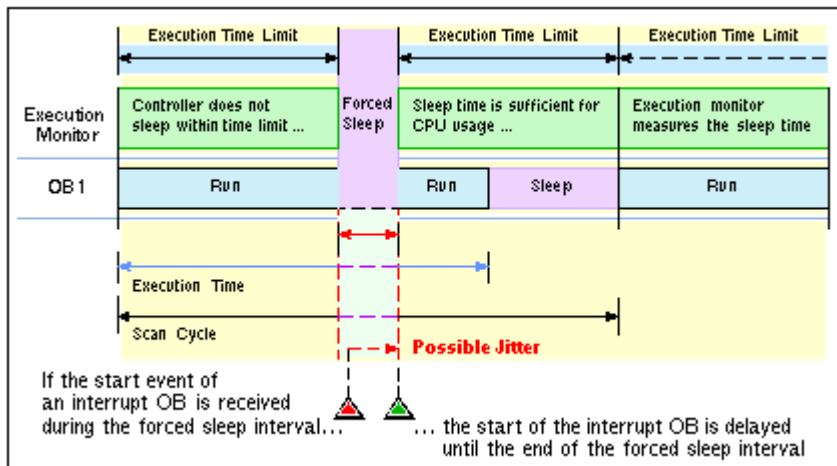 Execution Time Limit
Execution Time Limit
Execution Time Limit
Execution
Monitor
Controller does not
sleep within time limit ...
Forced
Sleep
Sleep time is sufficient for
CPU usage ...
Execution monitor
measures the sleep time
OB1
Run
Run
Sleep
Run
Execution Time
Scan Cycle
Possible Jitter
If the start event of
an interrupt OB is received
during the forced sleep interval...
... the start of the interrupt OB is delayed
until the end of the forced sleep interval